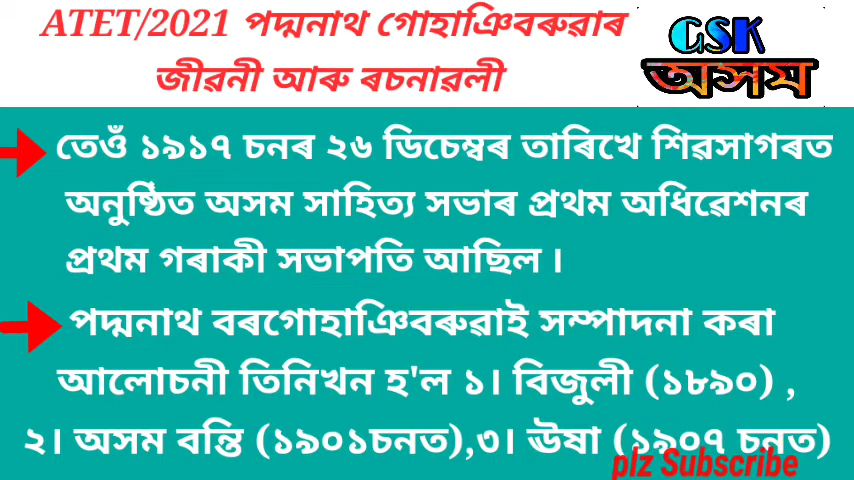 ATET/2021 পদ্মনাথ গোহাঞিবৰুৱাৰ
জীৱনী আৰু ৰচনাৱলী
GSK
অসম
তেওঁ ১৯১৭ চনৰ ২৬ ডিচেম্বৰ তাৰিখে শিৱসাগৰত
অনুষ্ঠিত অসম সাহিত্য সভাৰ প্ৰথম অধিৱেশনৰ
প্ৰথম গৰাকী সভাপতি আছিল ।
পদ্মনাথ বৰগোহাঞিবৰুৱাই সম্পাদনা কৰা
আলোচনী তিনিখন হ'ল ১। বিজুলী (১৮৯০) ,
২। অসম বন্তি (১৯০১চনত),৩। ঊষা (১৯০৭ চনত)
plz Subscribe